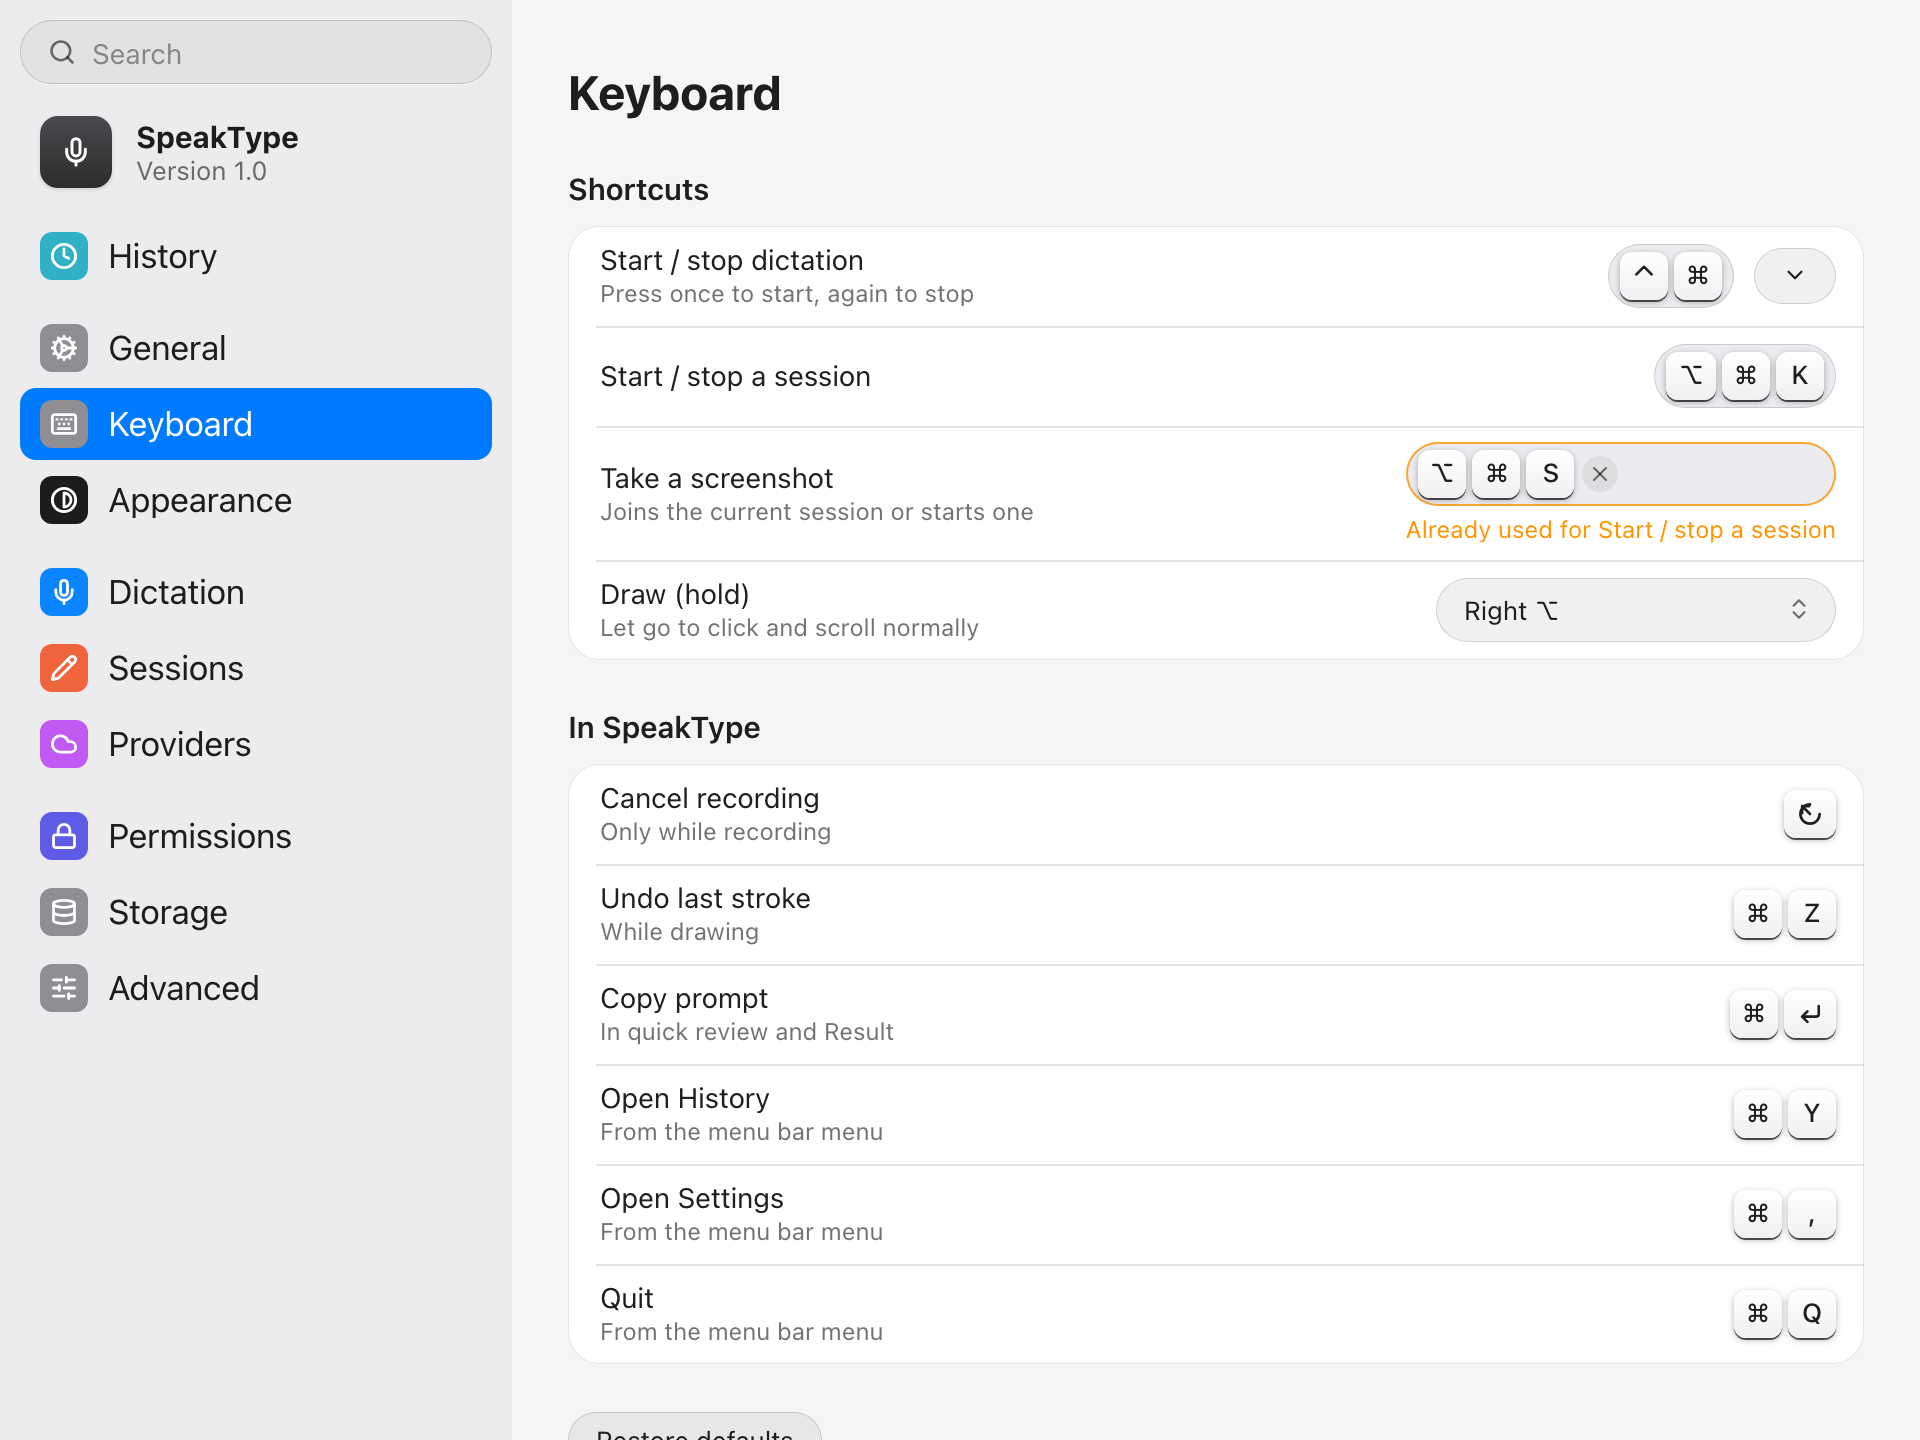 Search
SpeakType
Version 1.0
History
General
Keyboard
Appearance
Dictation
Sessions
Providers
Permissions
Storage
Advanced
Keyboard
Shortcuts
Start / stop dictation
Press once to start, again to stop
⌃ ⌘
Start / stop a session
⌥ ⌘ K
Take a screenshot
Joins the current session or starts one
⌥ ⌘ S
Already used for Start / stop a session
Draw (hold)
Let go to click and scroll normally
Right ⌥
In SpeakType
Cancel recording
Only while recording
Undo last stroke
While drawing
⌘ Z
Copy prompt
In quick review and Result
⌘ ↵
Open History
From the menu bar menu
⌘ Y
Open Settings
From the menu bar menu
⌘ ,
Quit
From the menu bar menu
⌘ Q
Restore defaults